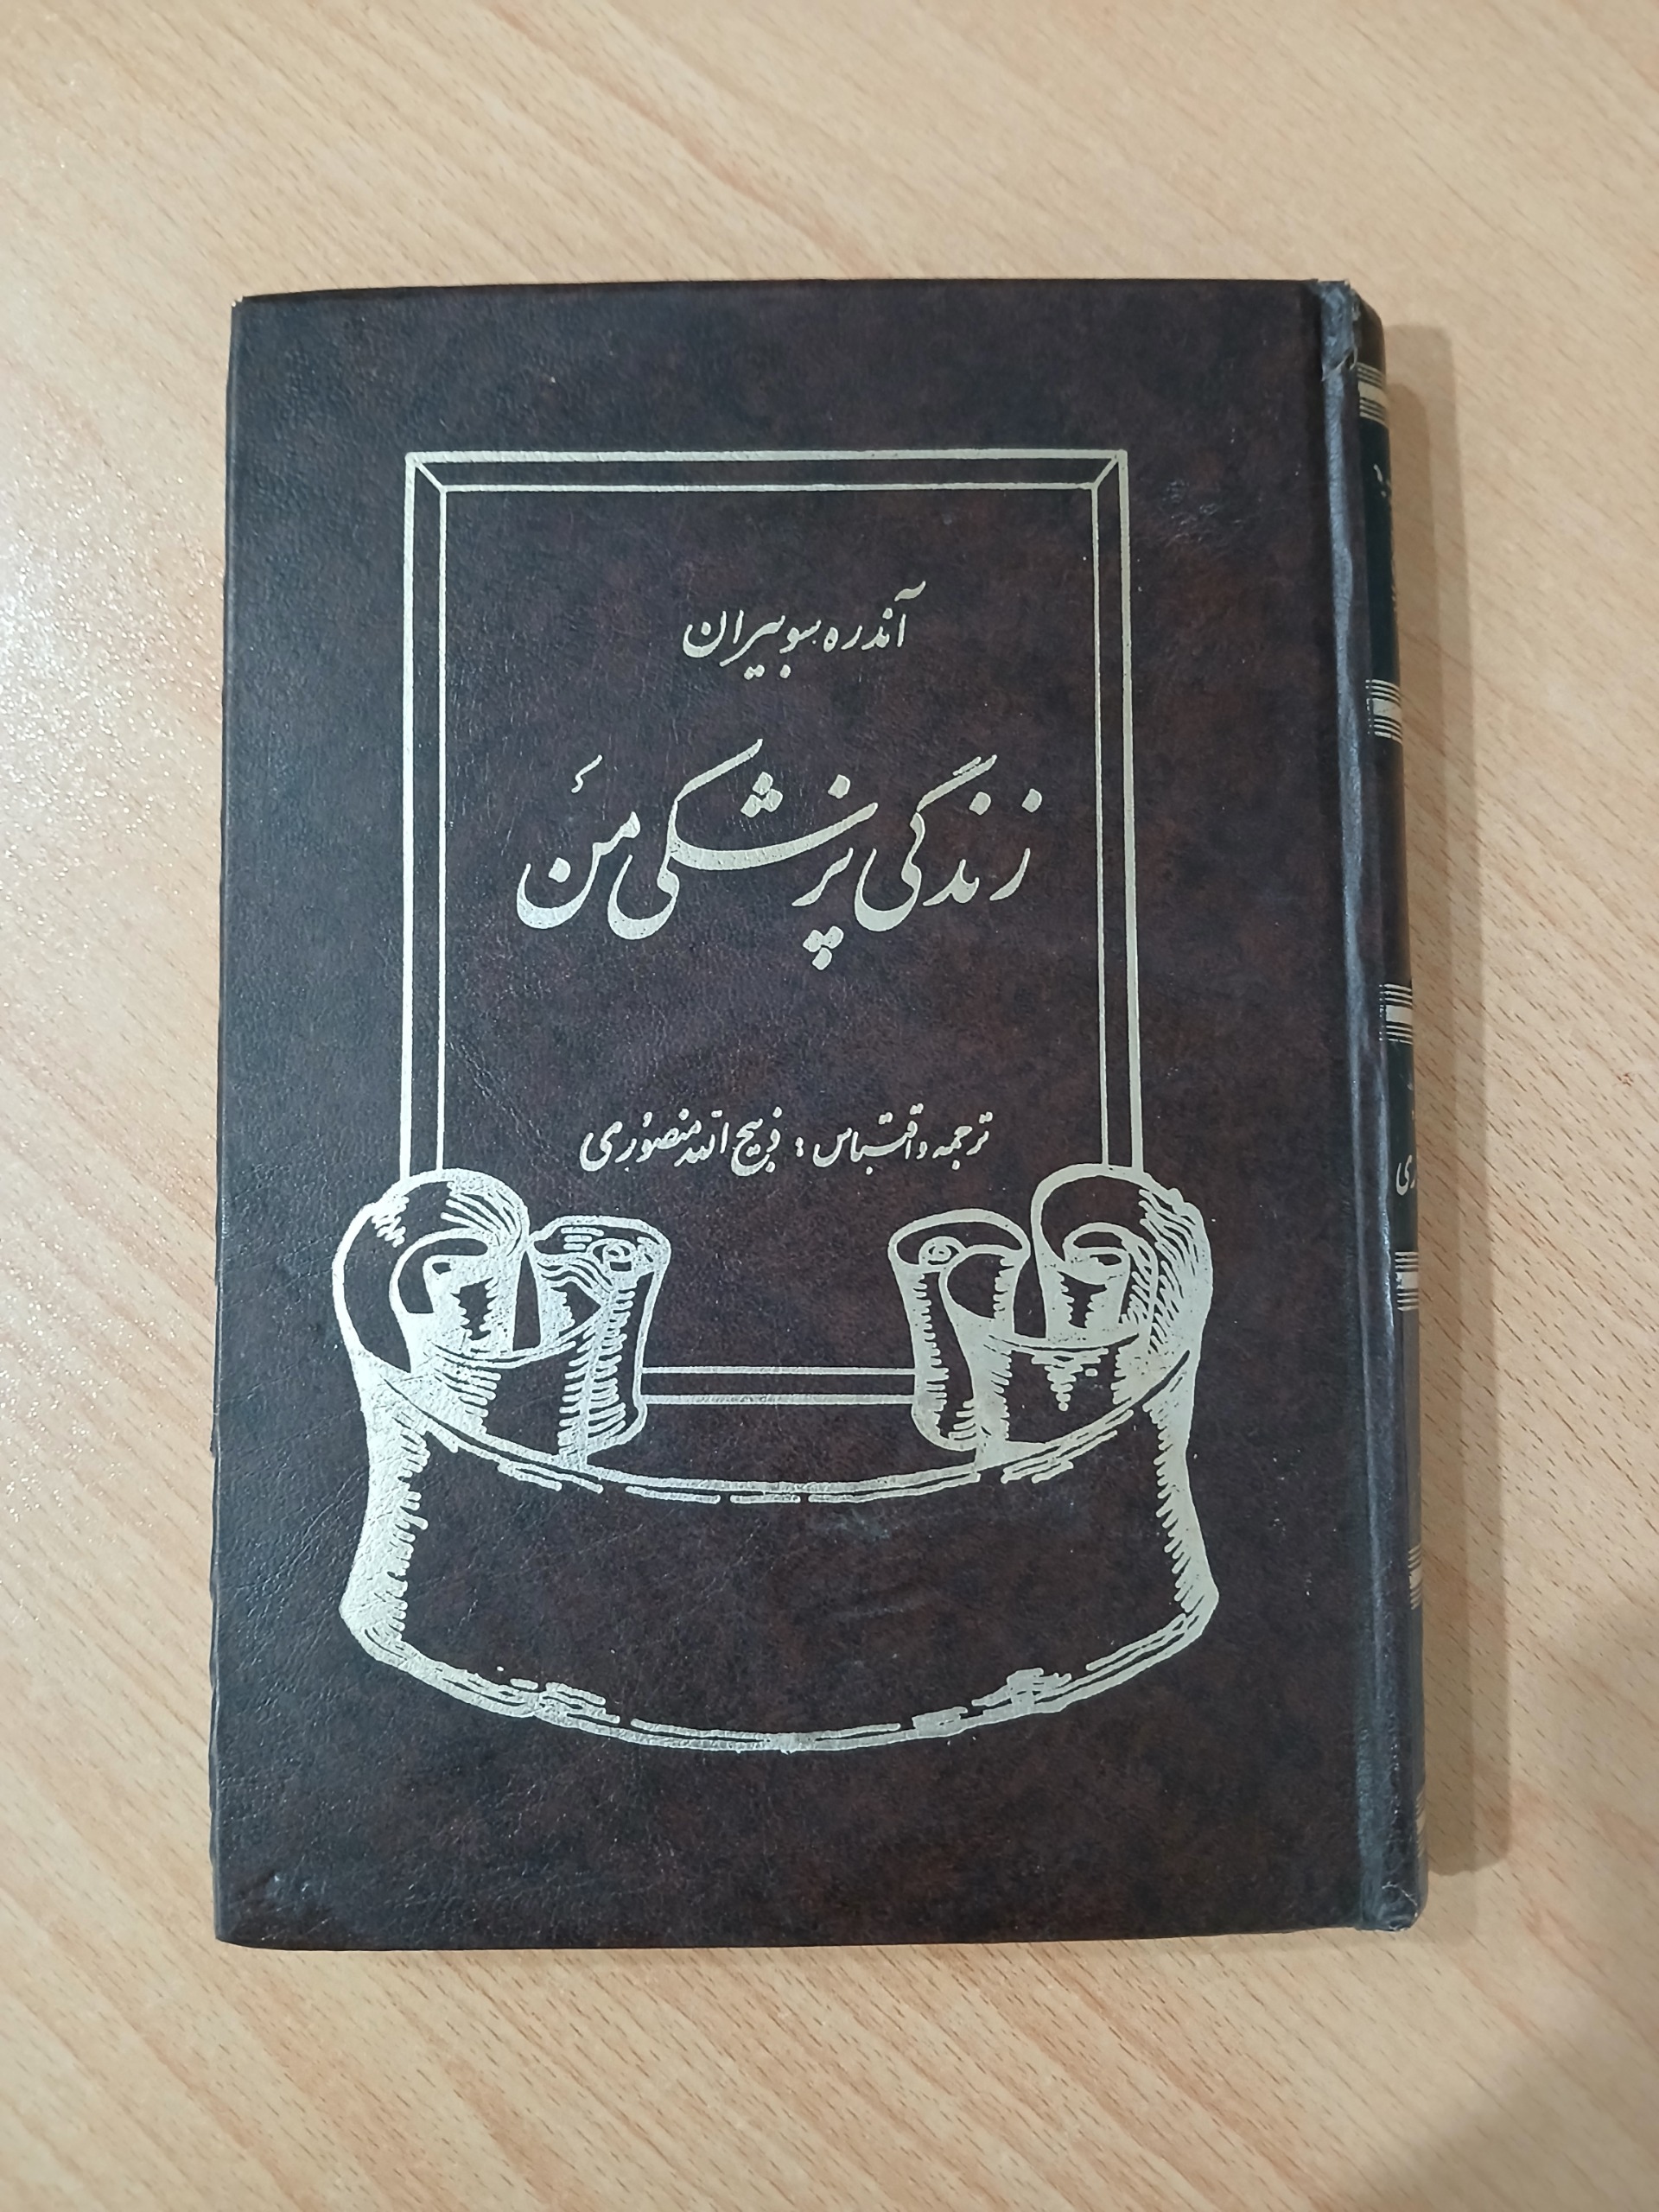 آندره سوبیران
زندگی پزشکی من
ترجمه و اقتباس: ذبیح الله منصوری